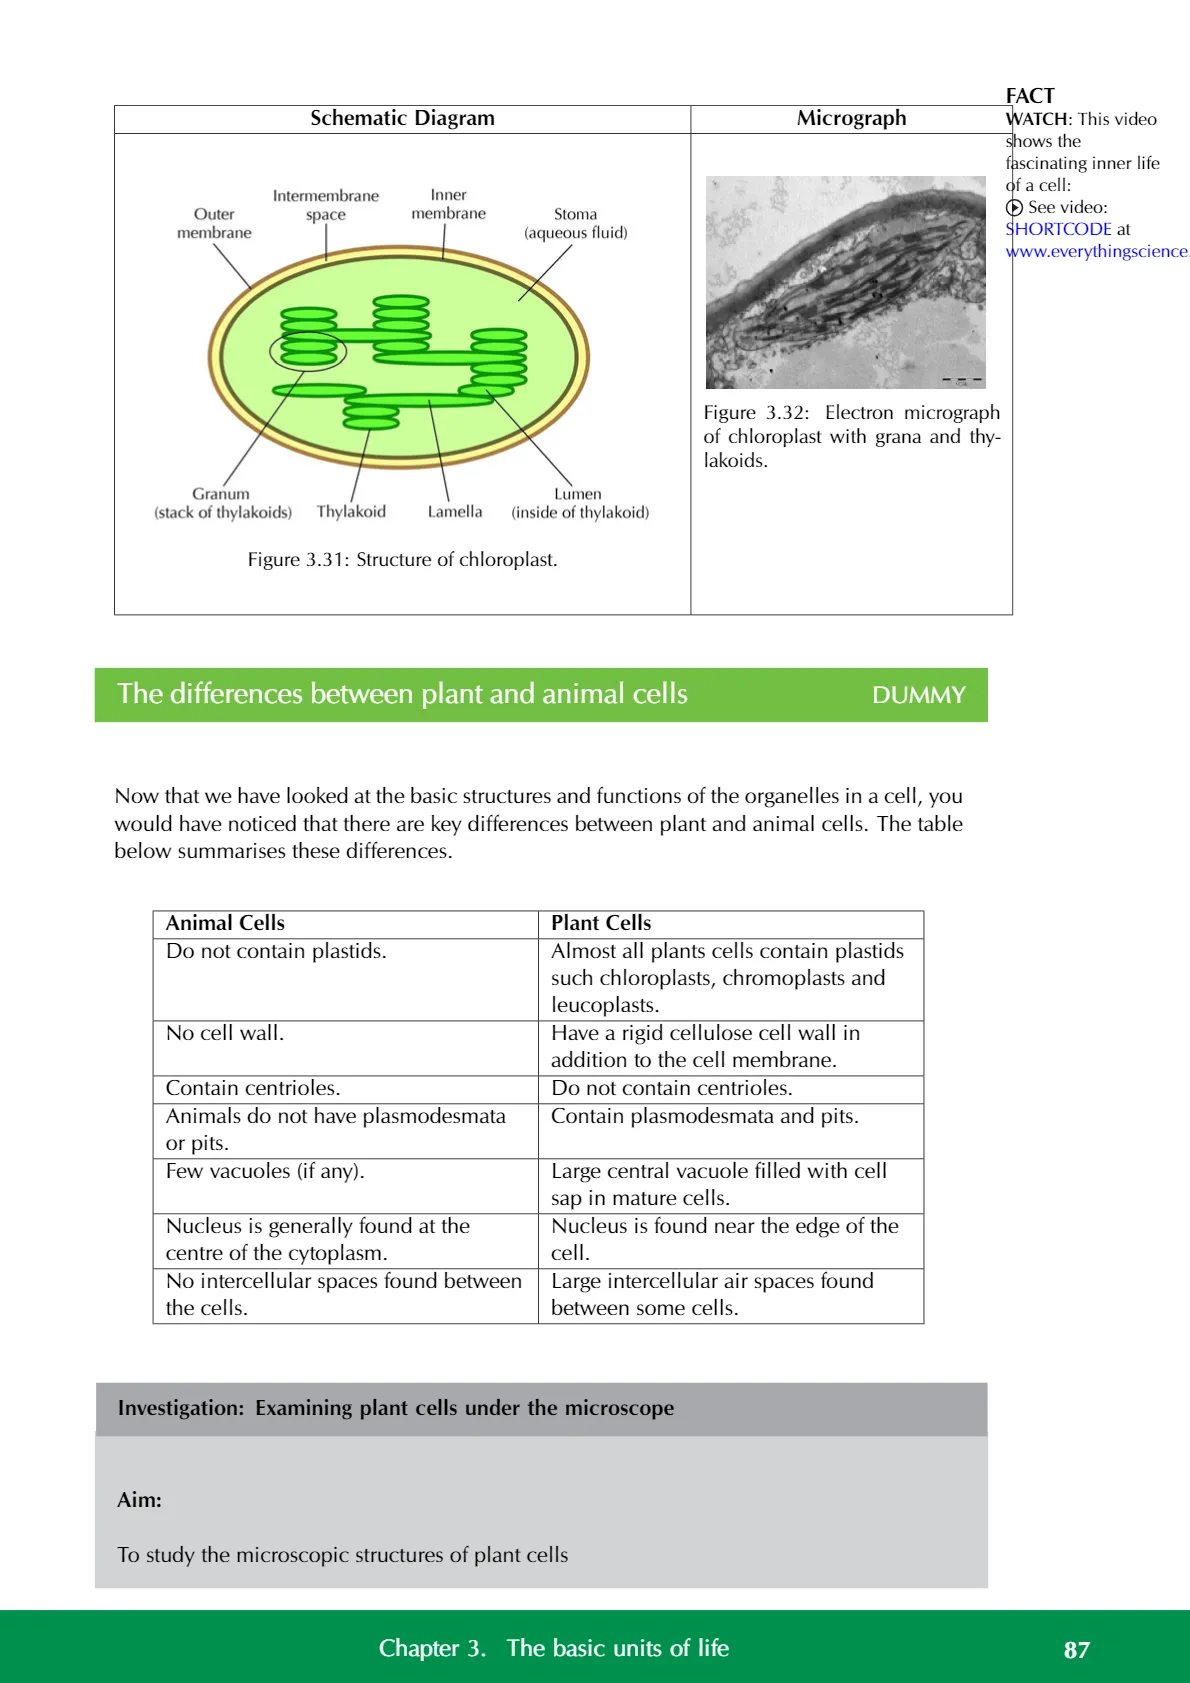 Schematic Diagram
Micrograph
Intermembrane
space
Inner
membrane
Outer
membrane
Stoma
(aqueous fluid)
Granum
(stack of thylakoids)
Thylakoid
Lamella
Lumen
(inside of thylakoid)
Figure 3.31: Structure of chloroplast.
Figure 3.32: Electron micrograph
of chloroplast with grana and thy-
lakoids.
FACT
WATCH: This video
shows the
fascinating inner life
of a cell:
See video:
SHORTCODE at
www.everythingscience.
The differences between plant and animal cells
DUMMY
Now that we have looked at the basic structures and functions of the organelles in a cell, you
would have noticed that there are key differences between plant and animal cells. The table
below summarises these differences.
Animal Cells
Plant Cells
Do not contain plastids.
Almost all plants cells contain plastids
such chloroplasts, chromoplasts and
leucoplasts.
No cell wall.
Have a rigid cellulose cell wall in
addition to the cell membrane.
Contain centrioles.
Do not contain centrioles.
Animals do not have plasmodesmata
or pits.
Contain plasmodesmata and pits.
Few vacuoles (if any).
Large central vacuole filled with cell
sap in mature cells.
Nucleus is generally found at the
centre of the cytoplasm.
Nucleus is found near the edge of the
cell.
No intercellular spaces found between
the cells.
Large intercellular air spaces found
between some cells.
Investigation: Examining plant cells under the microscope
Aim:
To study the microscopic structures of plant cells
Chapter 3. The basic units of life
87